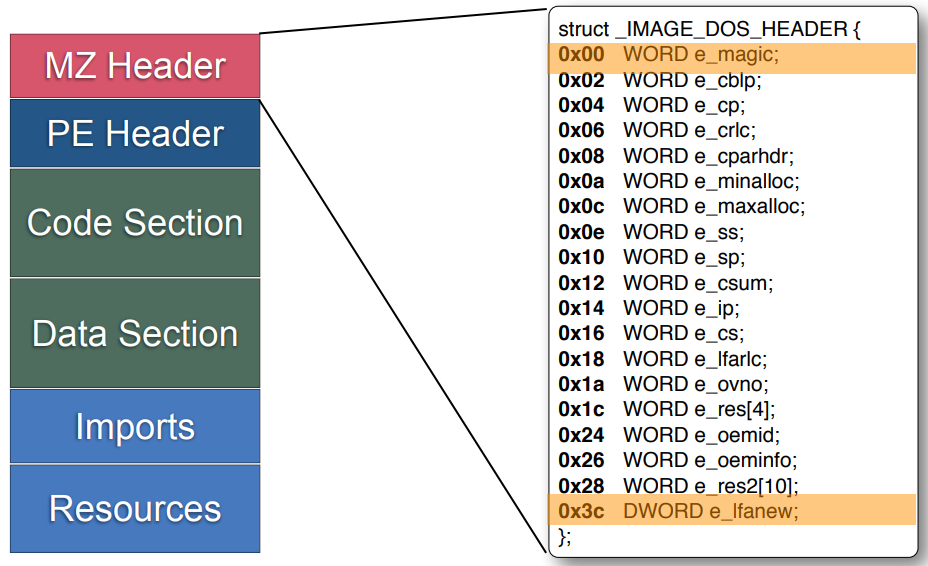 MZ Header
PE Header
Code Section
Data Section
Imports
Resources
struct _IMAGE_DOS_HEADER {
0x00 WORD e_magic;
0x02 WORD e_cblp;
0x04 WORD e_cp;
0x06 WORD e_crlc;
0x08 WORD e_cparhdr;
0x0a WORD e_minalloc;
0x0c WORD e_maxalloc;
0x0e WORD e_ss;
0x10 WORD e_sp;
0x12 WORD e_csum;
0x14 WORD e_ip;
0x16 WORD e_cs;
0x18 WORD e_lfarlc;
0x1a WORD e_ovno;
0x1c WORD e_res[4];
0x24 WORD e_oemid;
0x26 WORD e_oeminfo;
0x28 WORD e_res2[10];
0x3c DWORD e_lfanew;
};